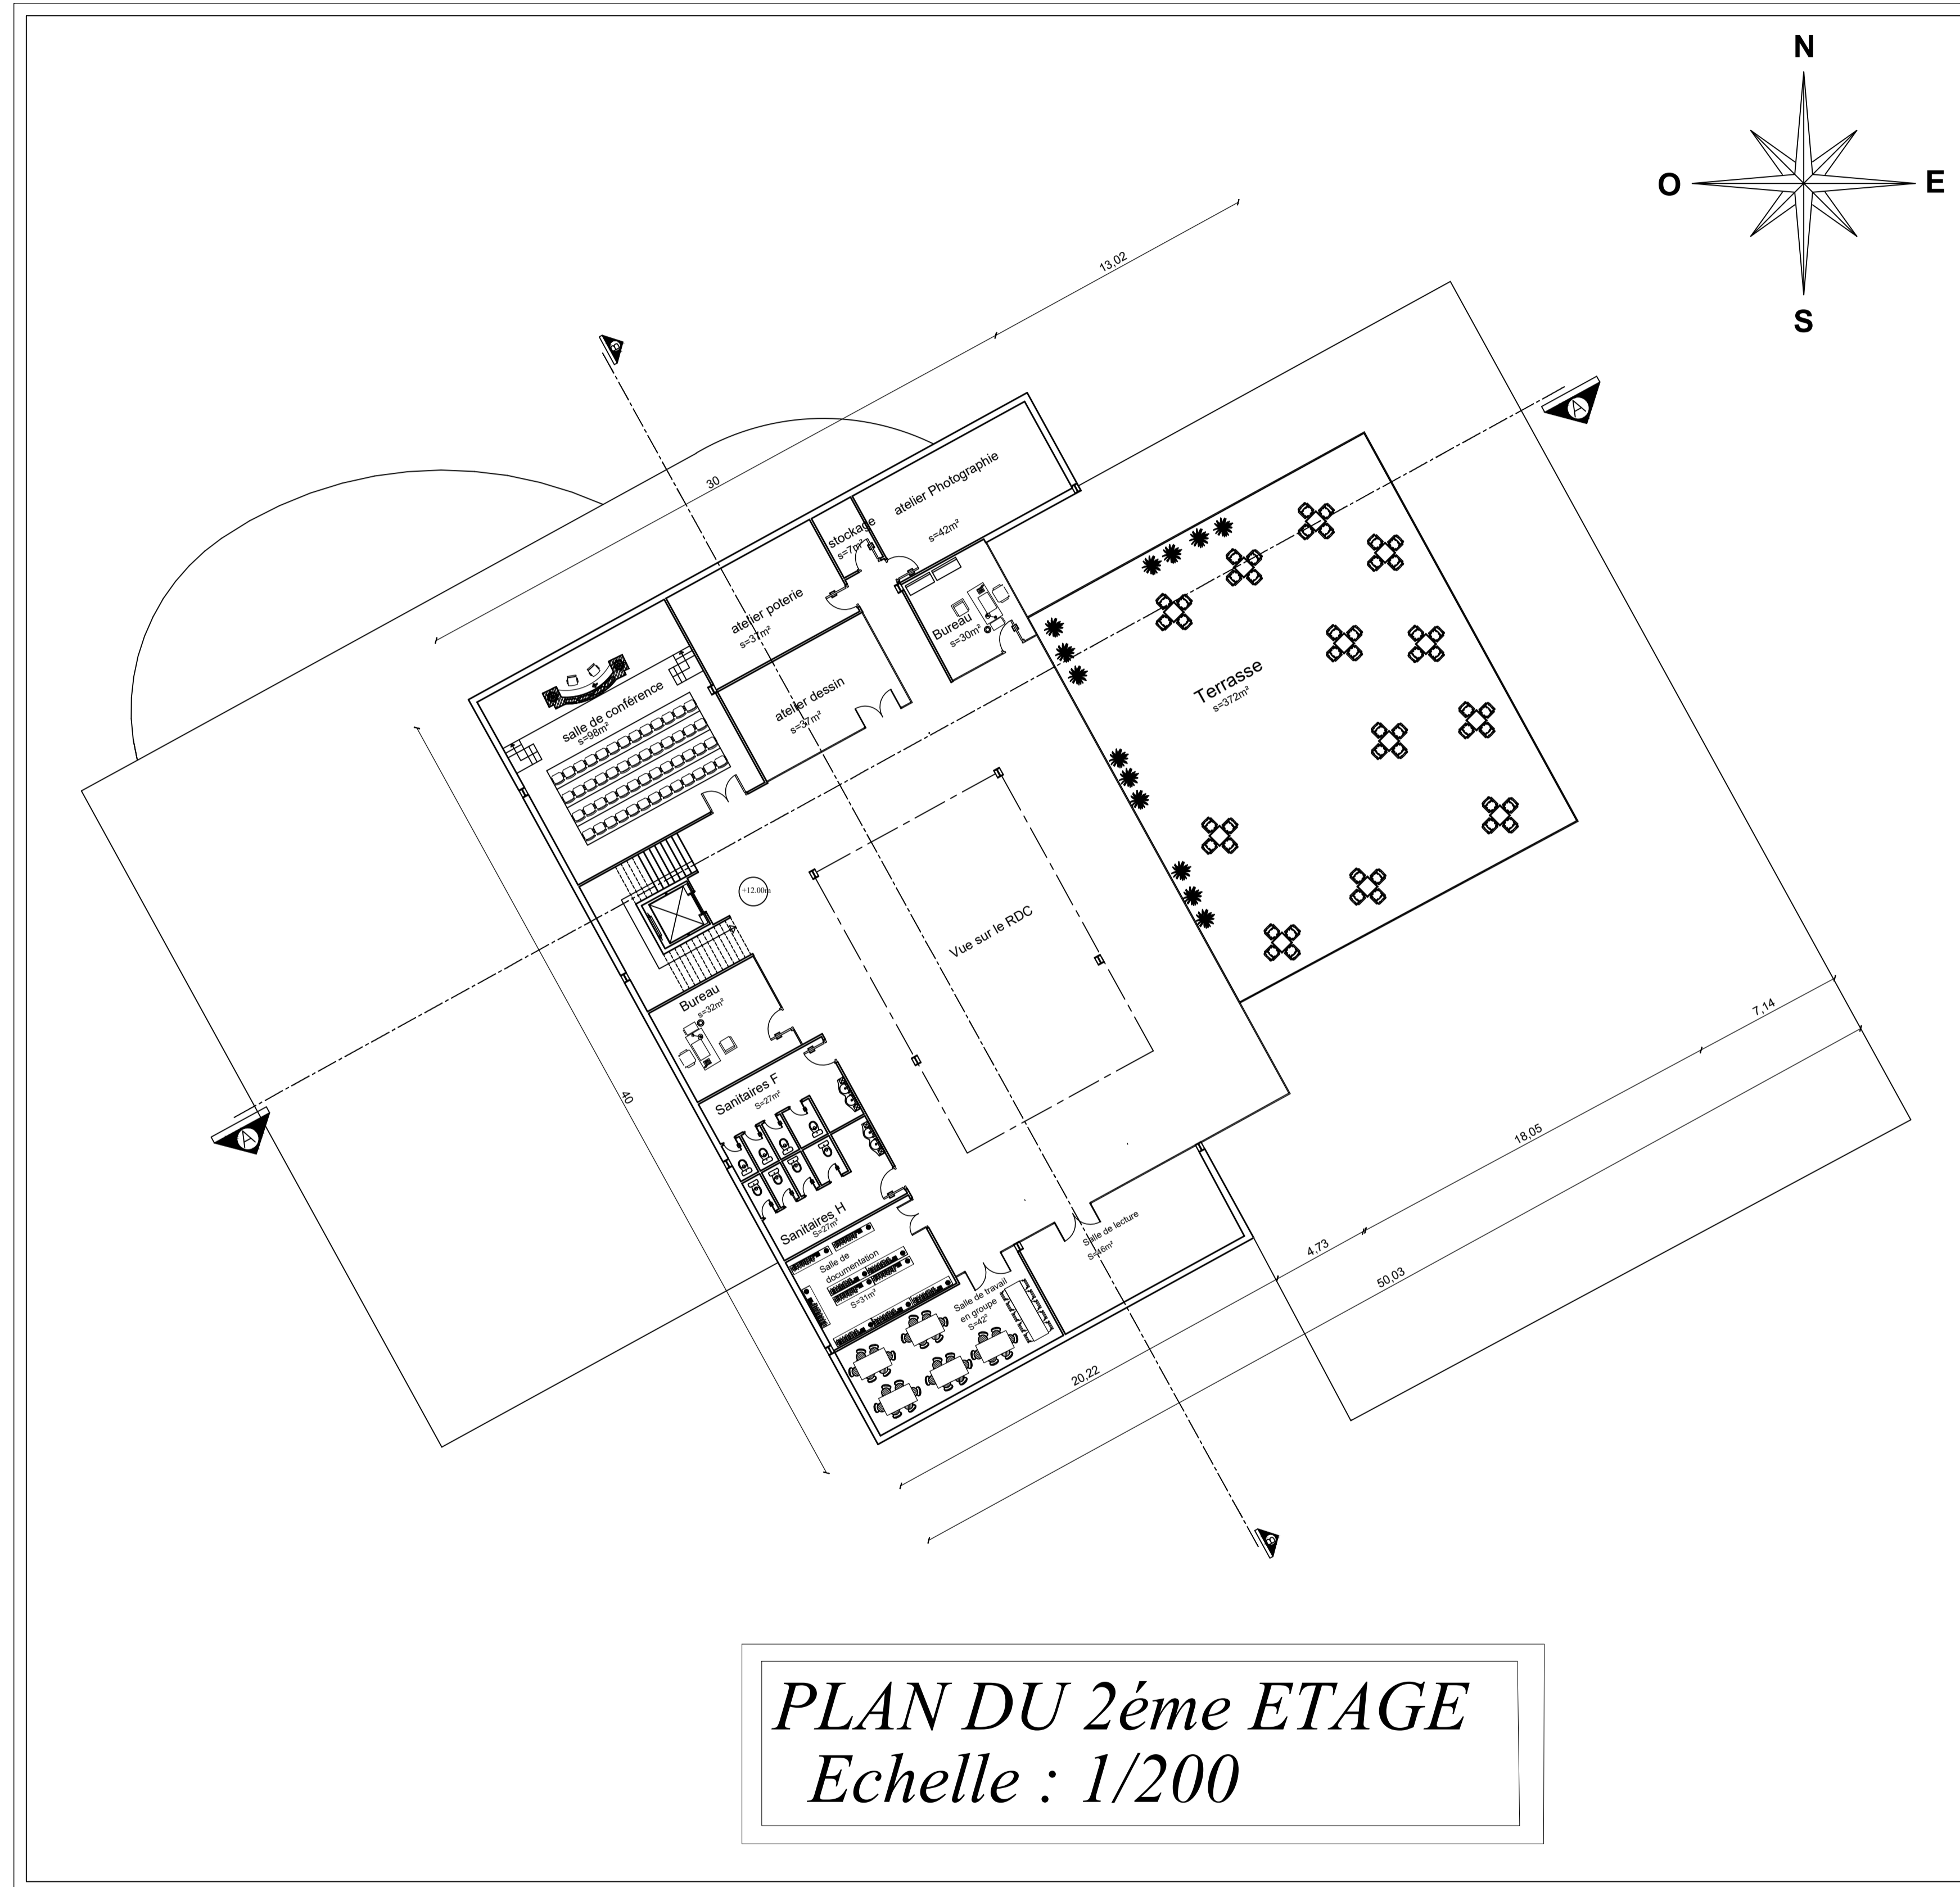 N
O
E
S
13,02
30
B
A
atelier Photographie
s=42m²
stockage
s=7m²
atelier poterie
s=37m²
Bureau
s=30m²
atelier dessin
s=37m²
salle de conférence
s=98m²
Terrasse
s=372m²
+12.00m
Vue sur le RDC
Bureau
s=32m²
40
Sanitaires F
S=27m²
A
Sanitaires H
S=27m²
Salle de
documentation
S=31m²
Salle de travail
en groupe
S=42²
Salle de lecture
S=46m²
7,14
18,05
4,73
50,03
20,22
B
PLAN DU 2éme ETAGE
Echelle : 1/200